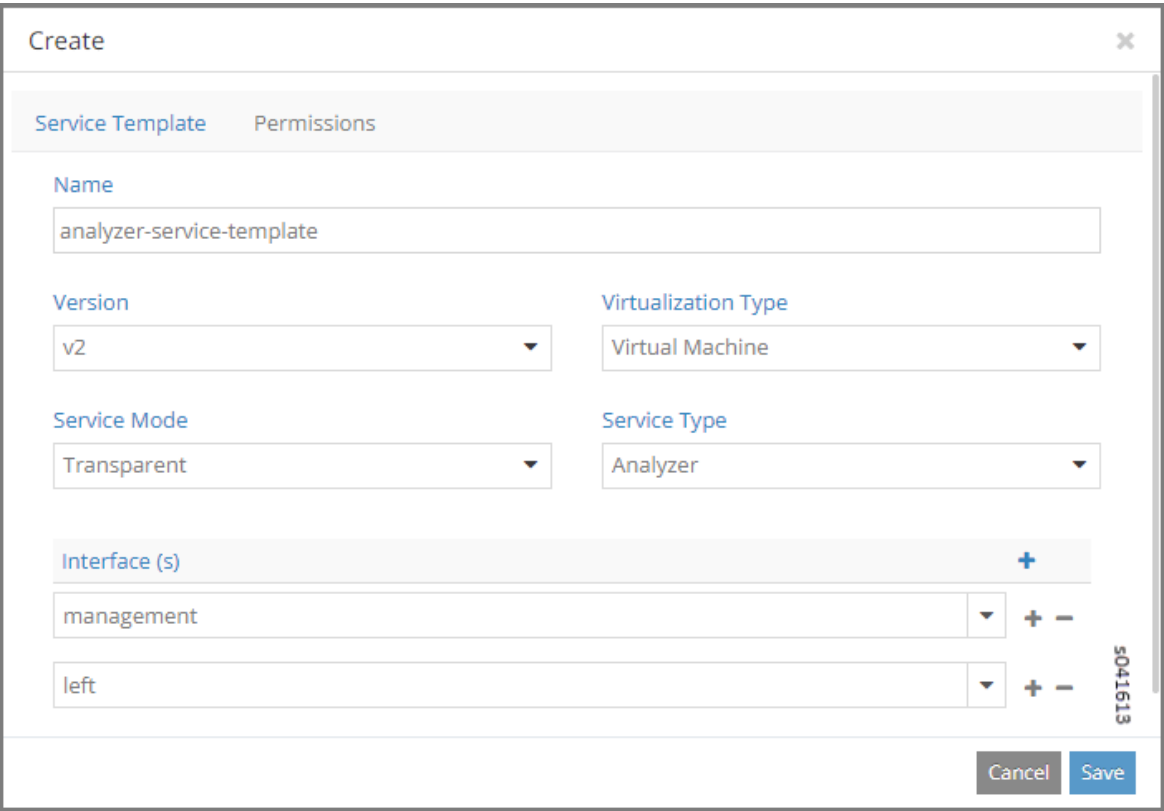 Create
Service Template Permissions
Name
analyzer-service-template
Version Virtualization Type
v2 Virtual Machine
Service Mode Service Type
Transparent Analyzer
Interface (s)
management
left
s041613
Cancel Save